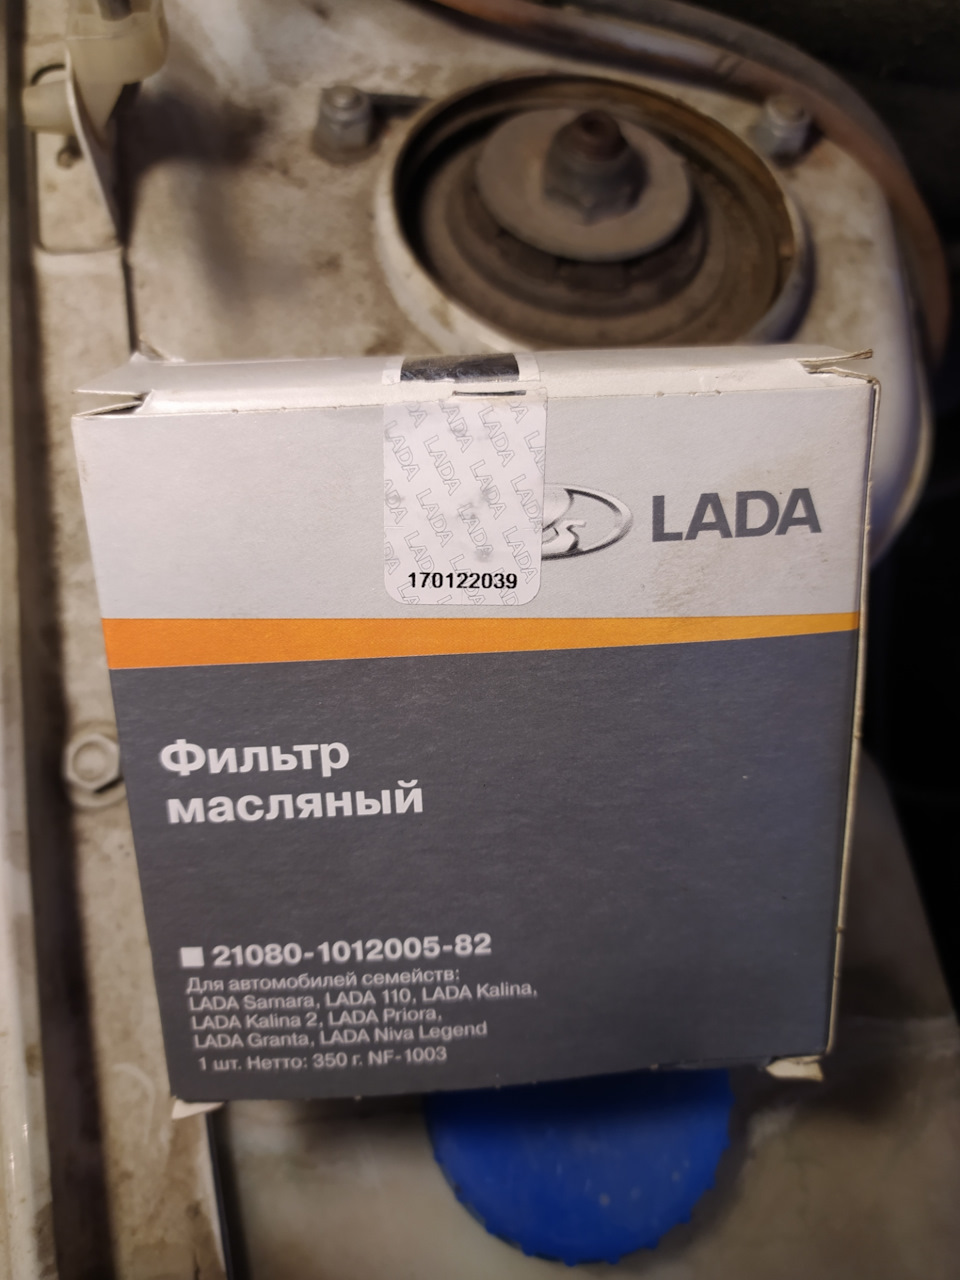 LADA
170122039
Фильтр
масляный
21080-1012005-82
Для автомобилей семейств:
LADA Samara, LADA 110, LADA Kalina,
LADA Kalina 2, LADA Priora,
LADA Granta, LADA Niva Legend
1 шт. Нетто: 350 г. NF-1003